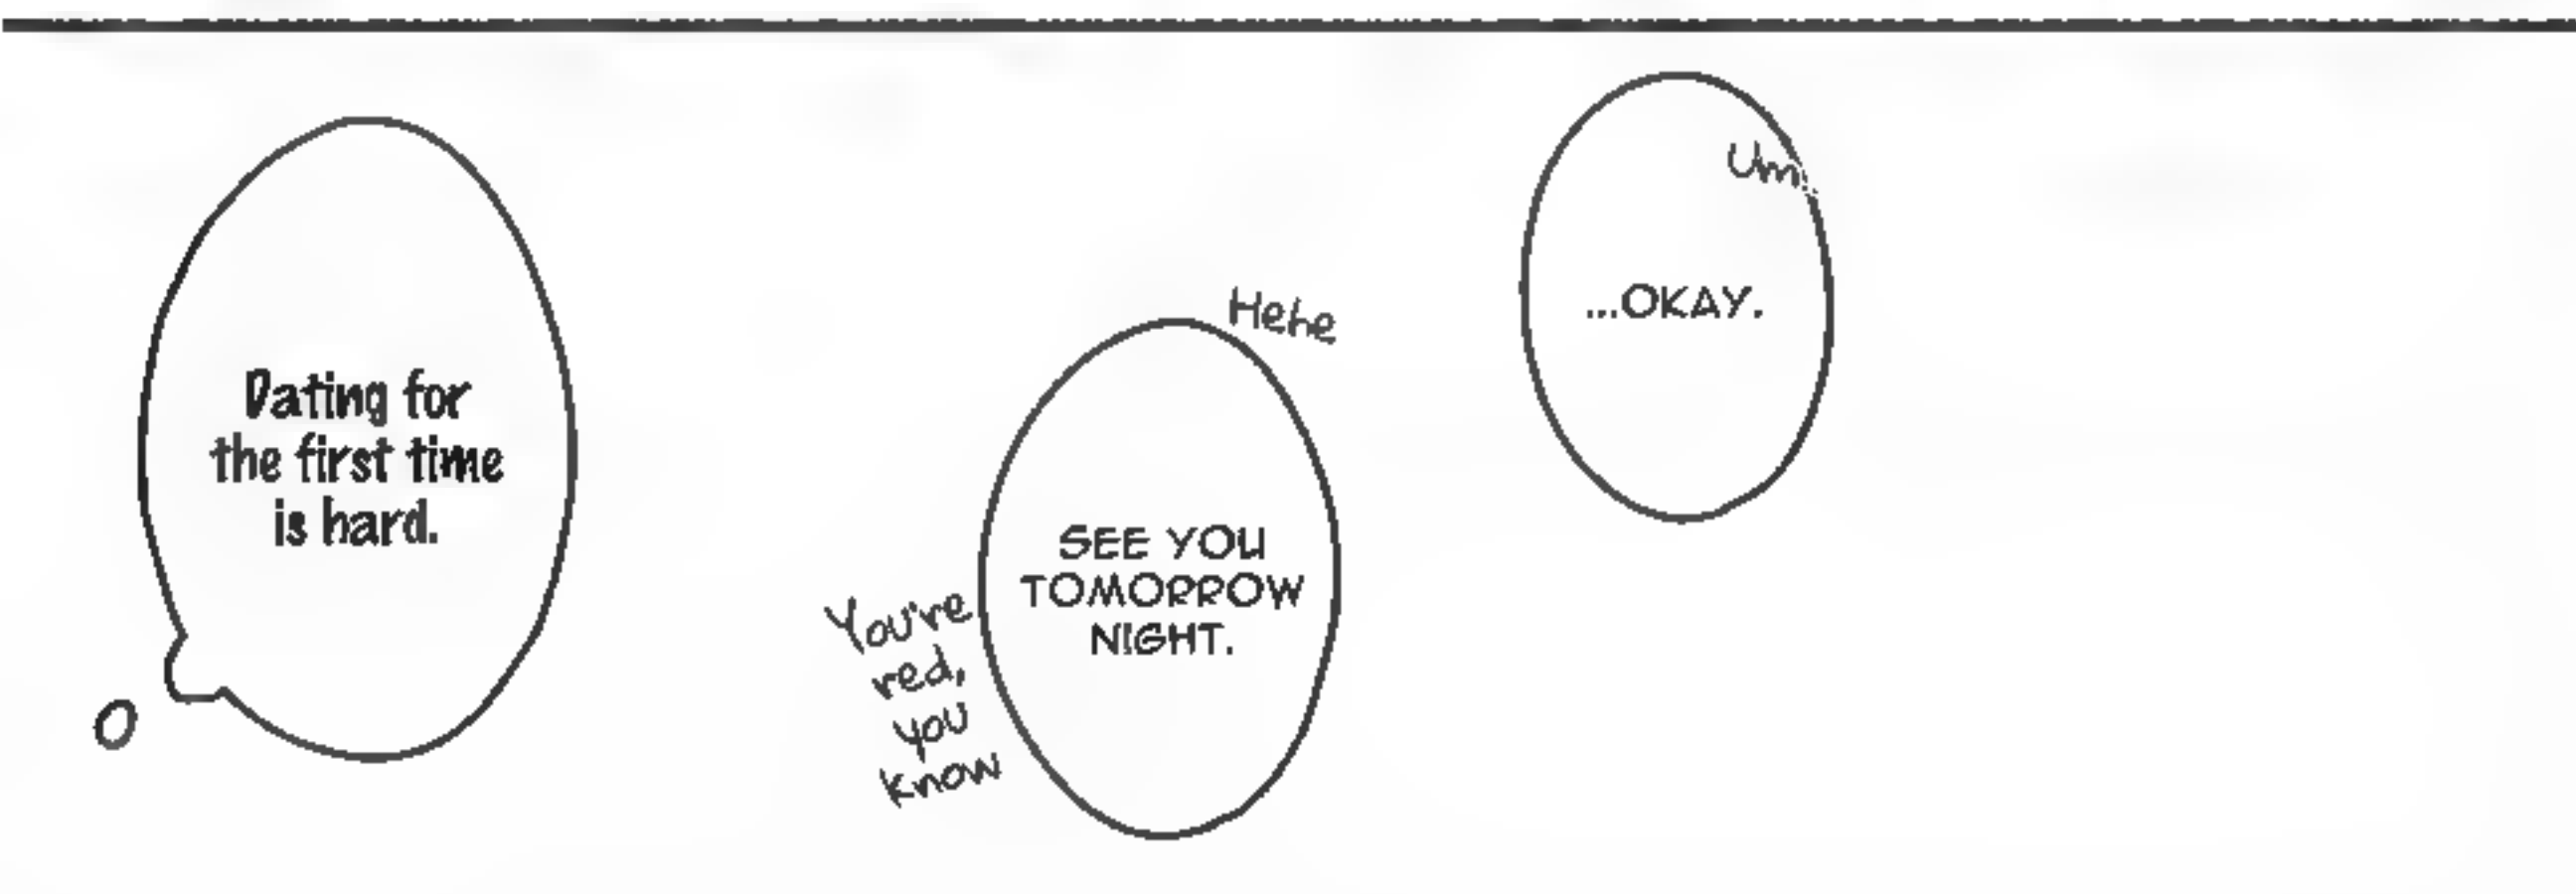 Um..
...OKAY.
Hehe
SEE YOU
TOMORROW
NIGHT.
You're
red,
you
know
Dating for
the first time
is hard.